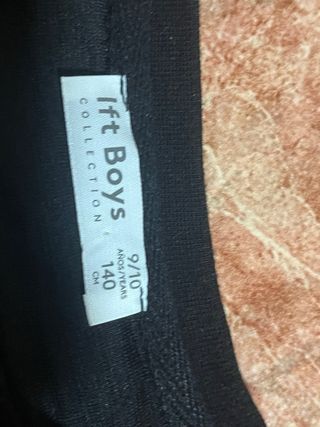 lft Boys
COLLECTION
9/10
AÑOS/YEARS
140
CM